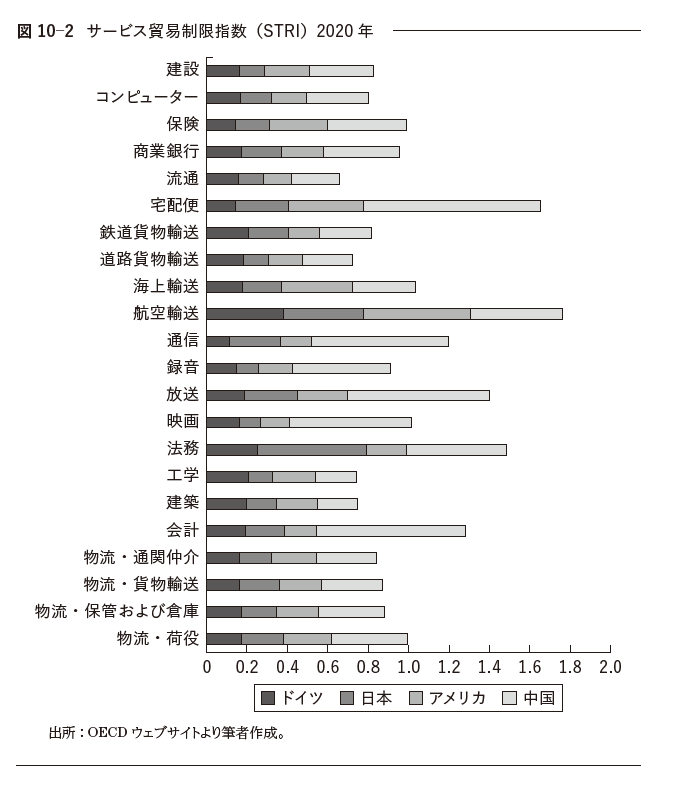 図 10-2 サービス貿易制限指数（STRI）2020 年
建設
コンピューター
保険
商業銀行
流通
宅配便
鉄道貨物輸送
道路貨物輸送
海上輸送
航空輸送
通信
録音
放送
映画
法務
工学
建築
会計
物流・通関仲介
物流・貨物輸送
物流・保管および倉庫
物流・荷役
0 0.2 0.4 0.6 0.8 1.0 1.2 1.4 1.6 1.8 2.0
ドイツ 日本 アメリカ 中国
出所：OECD ウェブサイトより筆者作成。